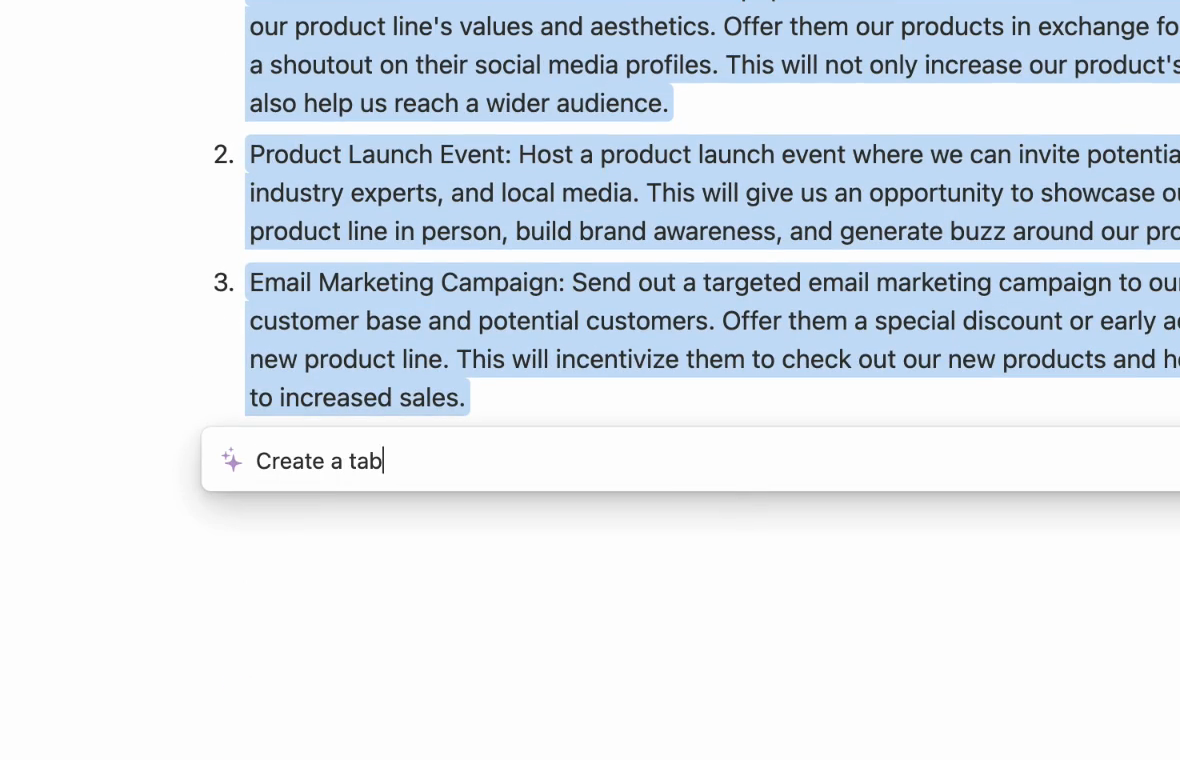 our product line's values and aesthetics. Offer them our products in exchange
a shoutout on their social media profiles. This will not only increase our product's
also help us reach a wider audience.
2. Product Launch Event: Host a product launch event where we can invite
industry experts, and local media. This will give us an opportunity to showcase
product line in person, build brand awareness, and generate buzz around our
3. Email Marketing Campaign: Send out a targeted email marketing campaign to
customer base and potential customers. Offer them a special discount or early
new product line. This will incentivize them to check out our new products and
to increased sales.
Create a tab